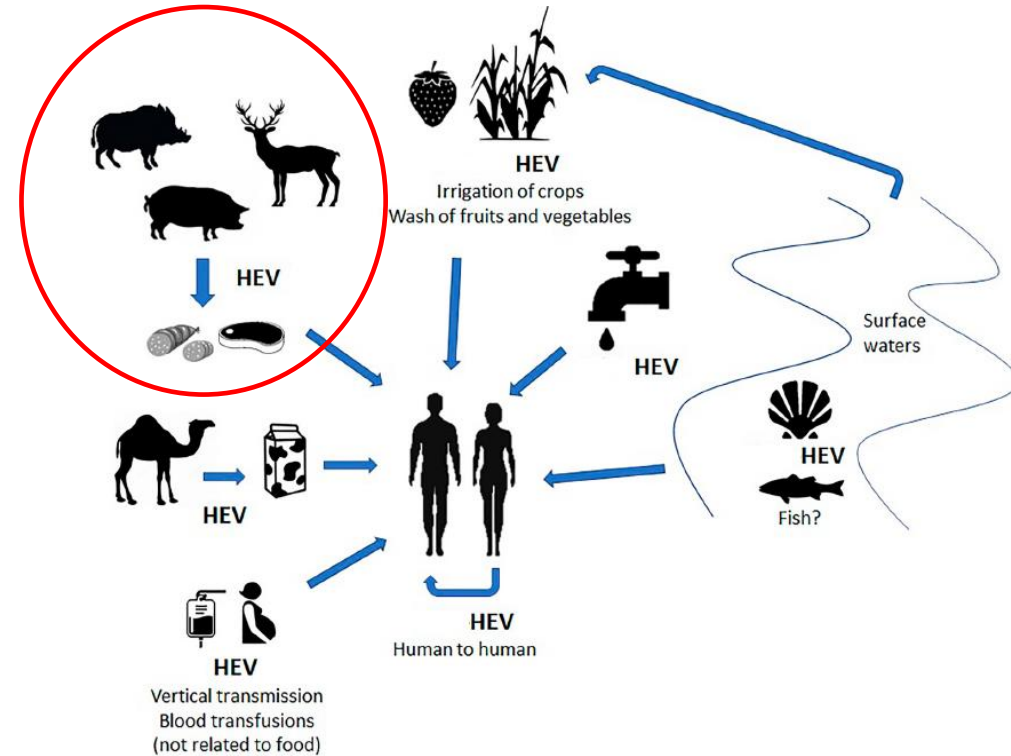 HEV
Irrigation of crops
Wash of fruits and vegetables
HEV
HEV
Surface
waters
HEV
Fish?
HEV
HEV
Human to human
HEV
Vertical transmission
Blood transfusions
(not related to food)